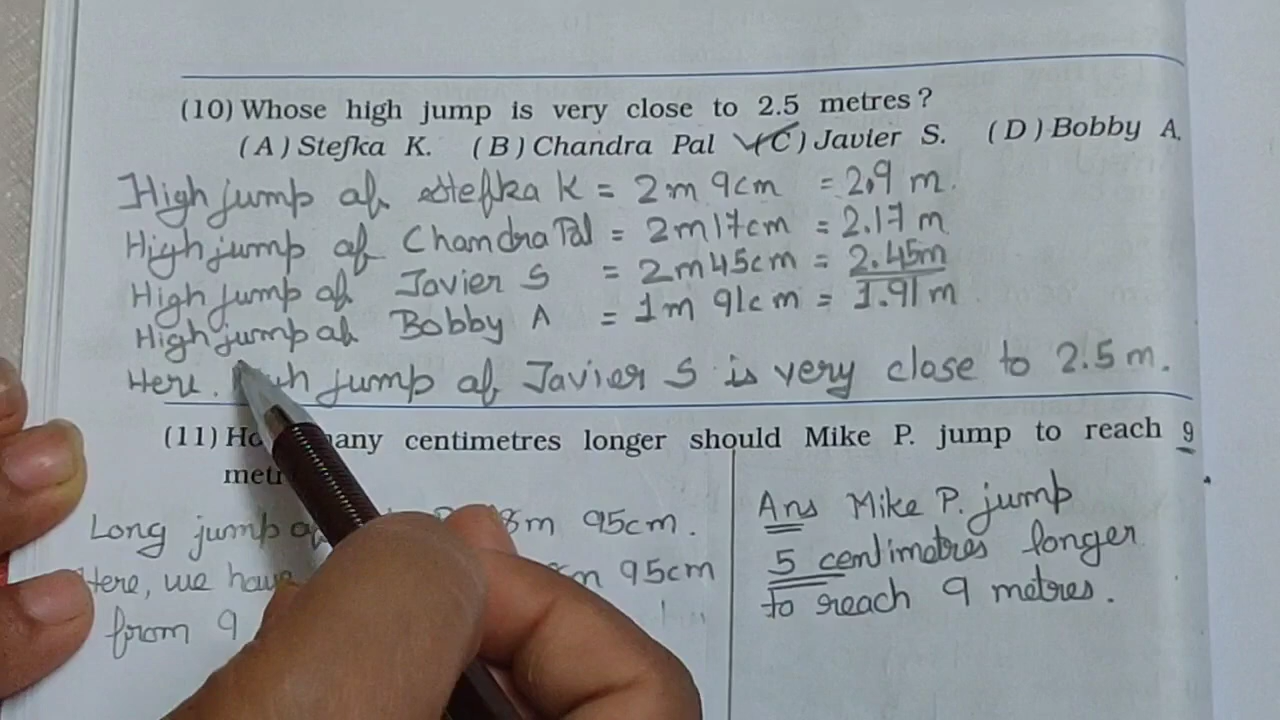 (10) Whose high jump is very close to 2.5 metres?
(A) Stefka K. (B) Chandra Pal (C) Javier S. (D) Bobby A.
High jump of Stefka K = 2m 9cm = 2.9 m.
High jump of Chandra Pal = 2m17cm = 2.17 m
High jump of Javier S = 2m45cm = 2.45m
High jump of Bobby A = 1m 91cm = 1.91 m
Here. jump of Javier S is very close to 2.5 m.
(11) many centimetres longer should Mike P. jump to reach 9
Long jump 8m 95cm.
Here, we have 95cm
from 9
Ans Mike P. jump
5 centimetres longer
to reach 9 metres.